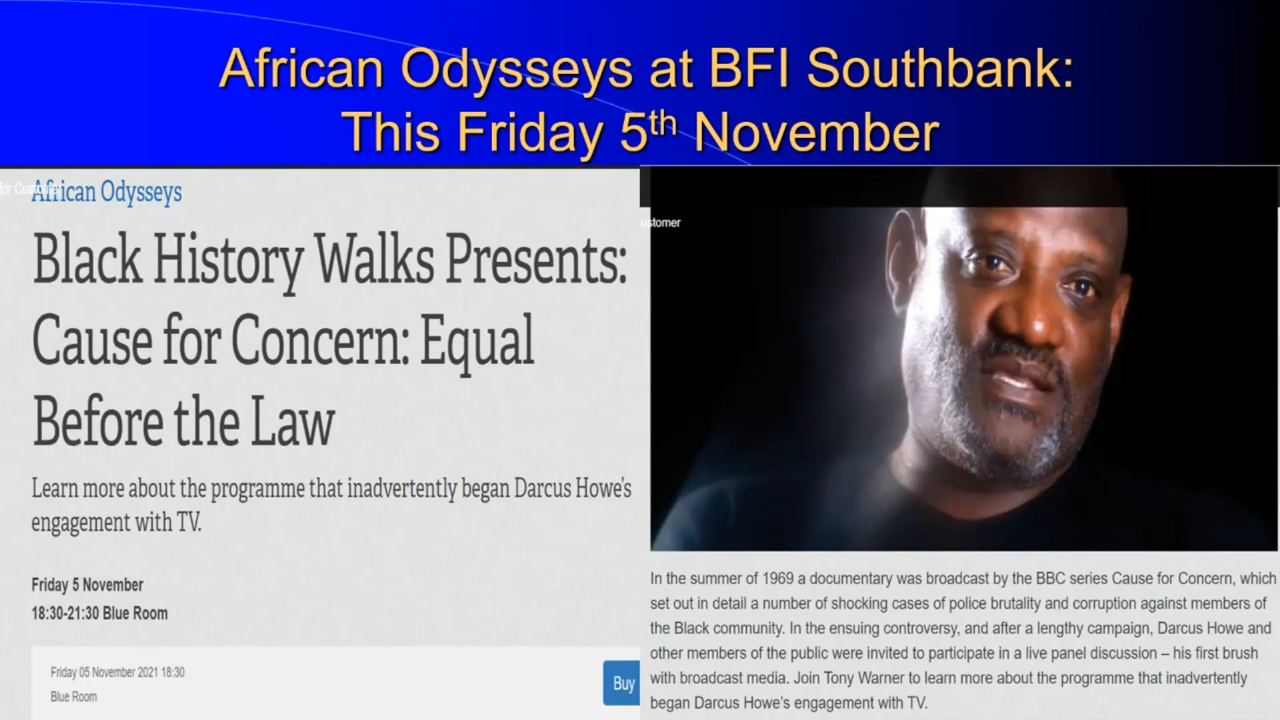 African Odysseys at BFI Southbank:
This Friday 5th November
for Customer
African Odysseys
Black History Walks Presents:
Cause for Concern: Equal
Before the Law
Learn more about the programme that inadvertently began Darcus Howe's
engagement with TV.
Friday 5 November
18:30-21:30 Blue Room
Friday 05 November 2021 18:30
Blue Room
Buy
ustomer
In the summer of 1969 a documentary was broadcast by the BBC series Cause for Concern, which
set out in detail a number of shocking cases of police brutality and corruption against members of
the Black community. In the ensuing controversy, and after a lengthy campaign, Darcus Howe and
other members of the public were invited to participate in a live panel discussion – his first brush
with broadcast media. Join Tony Warner to learn more about the programme that inadvertently
began Darcus Howe's engagement with TV.